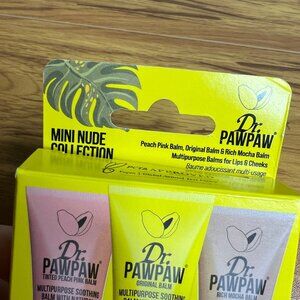 MINI NUDE
COLLECTION
Dr.
PAWPAW
Peach Pink Balm, Original Balm & Rich Mocha Balm
Multipurpose Balms for Lips & Cheeks
Baume adoucissant multi-usage
Dr.
PAWPAW
TINTED PEACH PINK BALM
MULTIPURPOSE SOOTHING
Dr.
PAWPAW
ORIGINAL BALM
MULTIPURPOSE SOOTHING
Dr.
PAWPAW
RICH MOCHA BALM